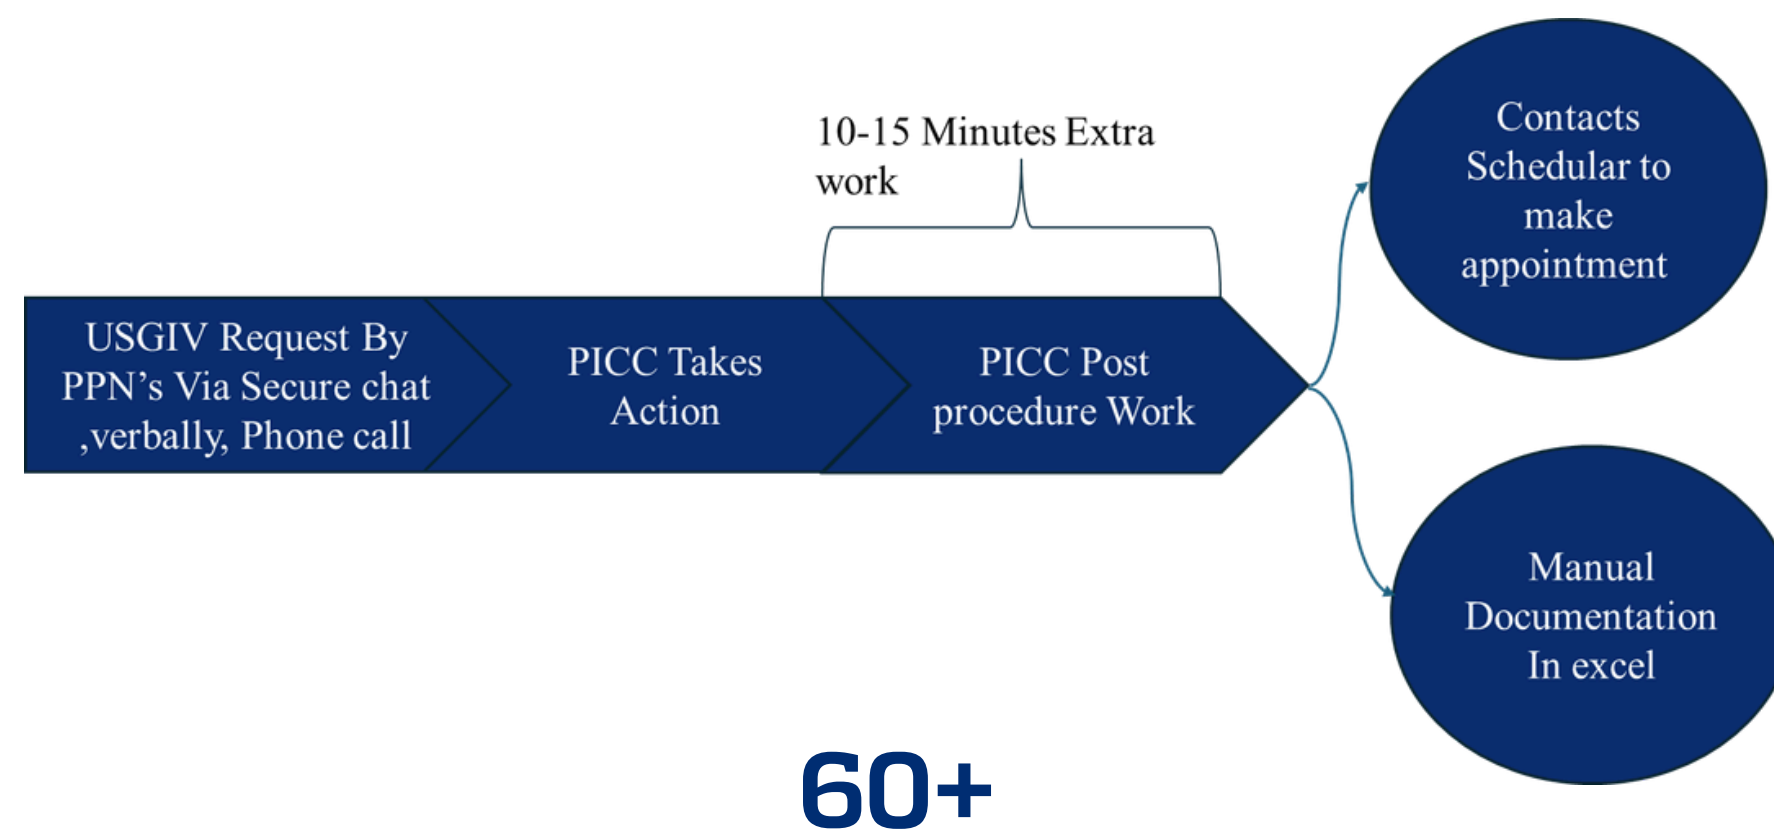 10-15 Minutes Extra
work
USGIV Request By
PPN’s Via Secure chat
,verbally, Phone call
PICC Takes
Action
PICC Post
procedure Work
Contacts
Schedular to
make
appointment
Manual
Documentation
In excel
60+